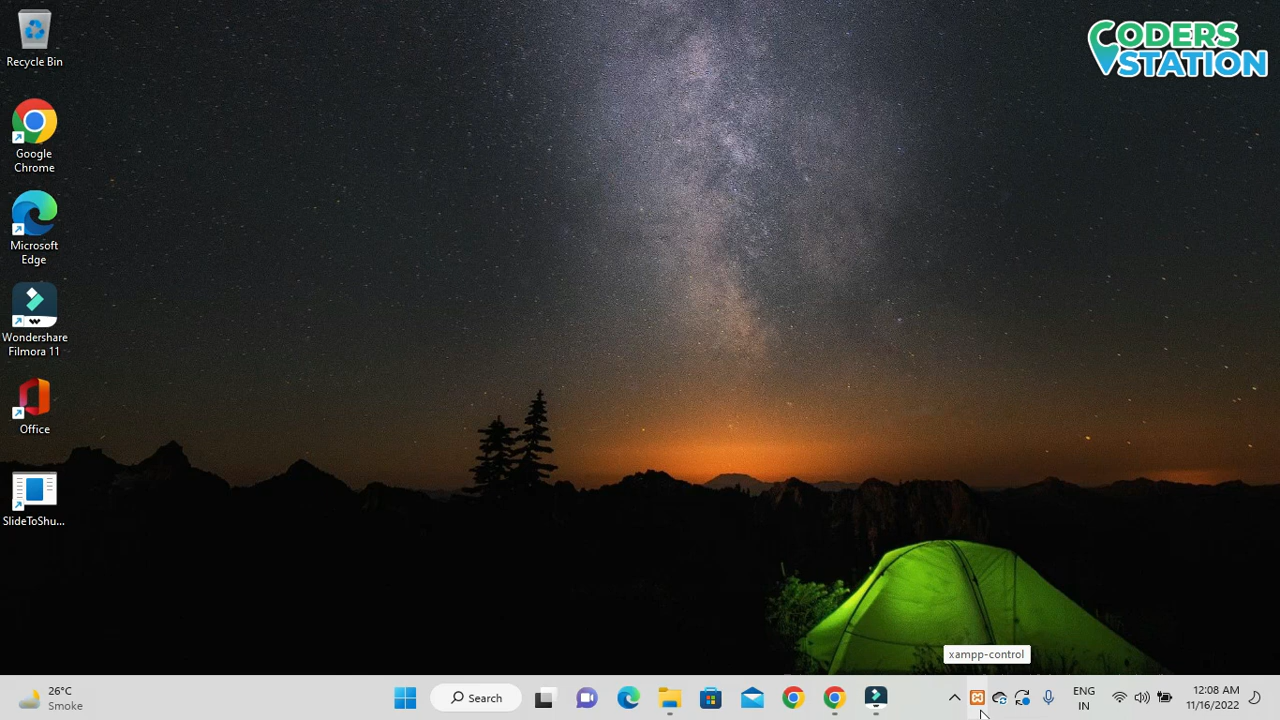 Recycle Bin
Google
Chrome
Microsoft
Edge
Wondershare
Filmora 11
Office
SlideToShu...
CODERS
STATION
xampp-control
26°C
Smoke
Search
ENG
IN
12:08 AM
11/16/2022